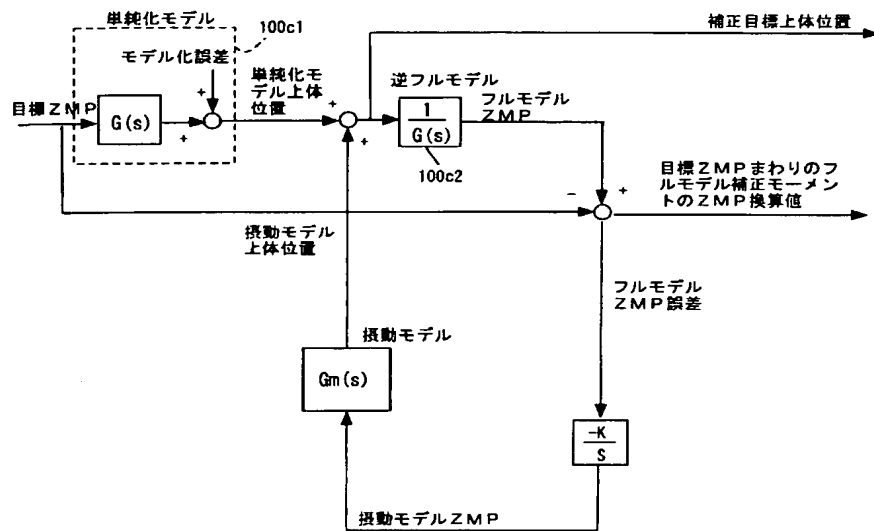 単純化モデル
100c1
補正目標上体位置
モデル化誤差
+
単純化モ
デル上体
位置
逆フルモデル
目標ZMP
G(s)
+
+
+
1
G(s)
フルモデル
ZMP
100c2
-
+
目標ZMPまわりのフ
ルモデル補正モーメン
トのZMP換算値
摂動モデル
上体位置
フルモデル
ZMP誤差
摂動モデル
Gm(s)
-K
S
摂動モデルZMP